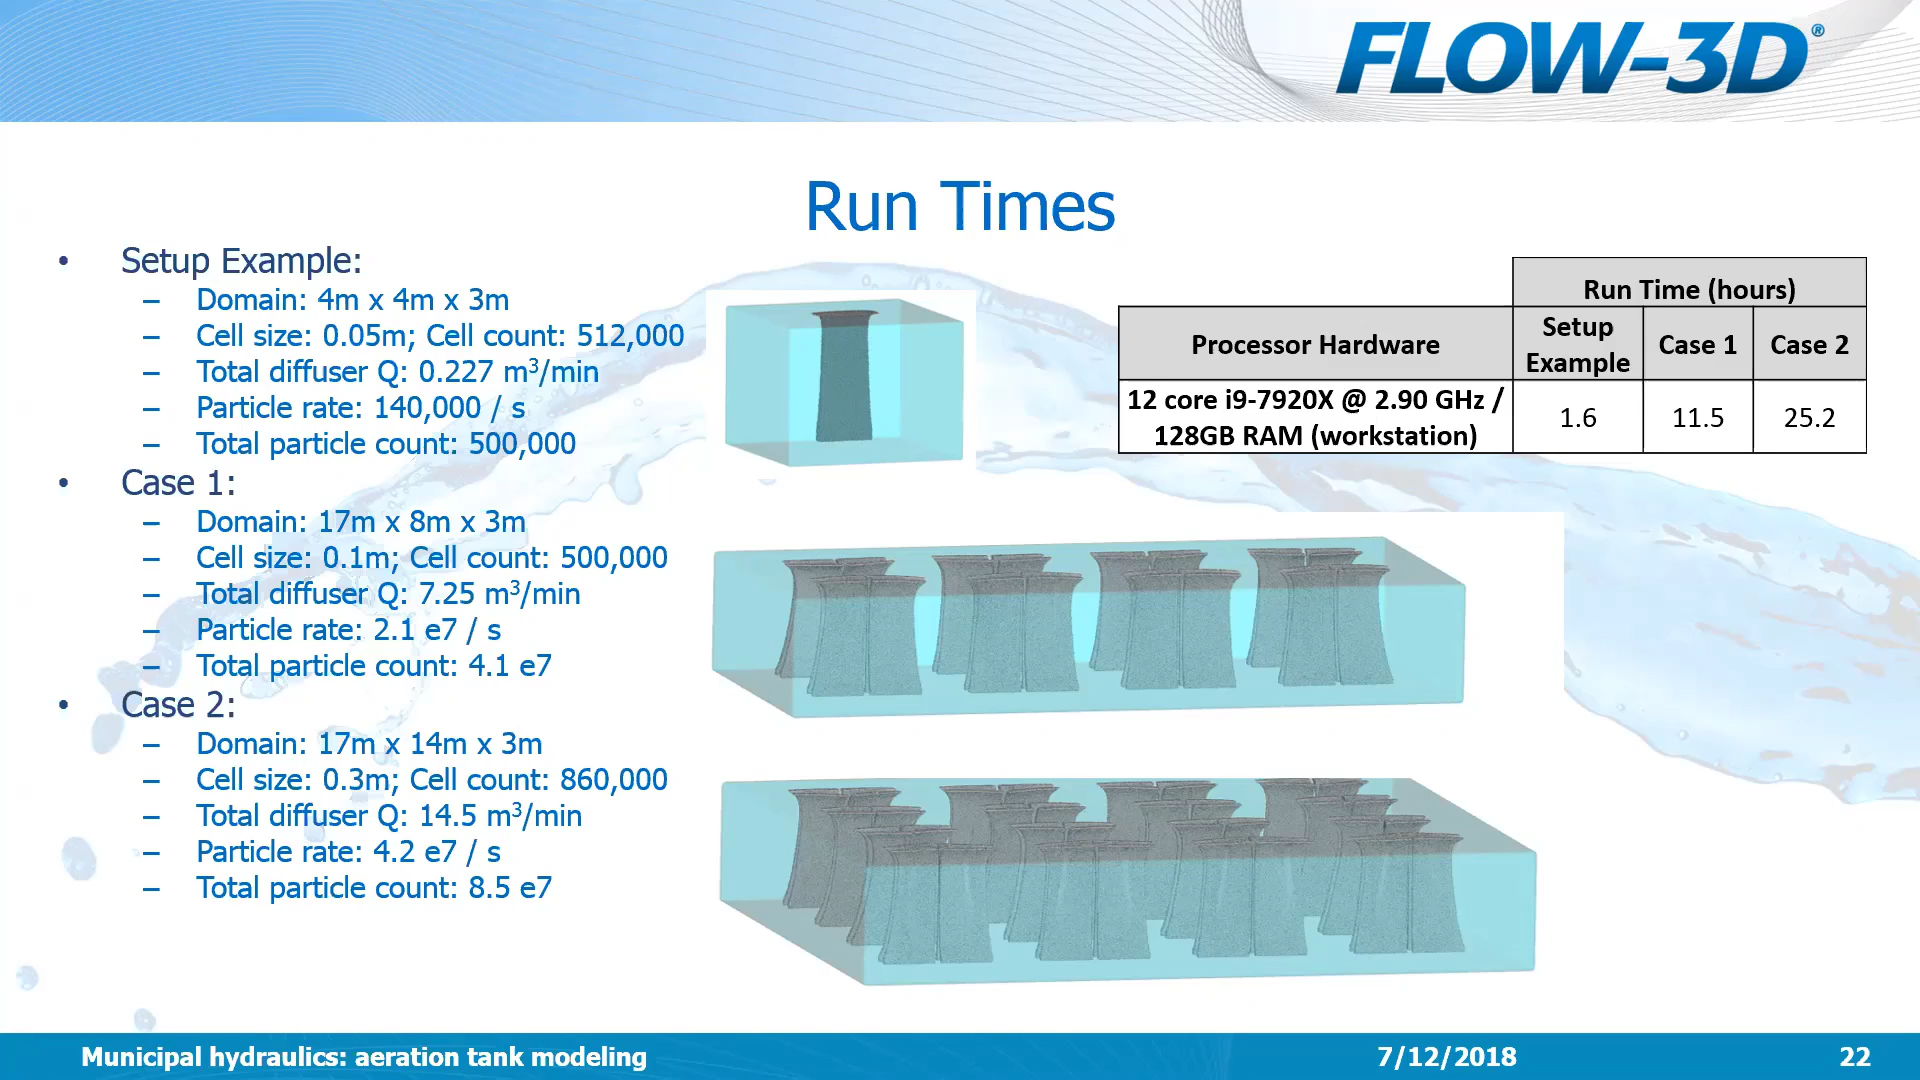 FLOW-3D®
Run Times
• Setup Example:
– Domain: 4m x 4m x 3m
– Cell size: 0.05m; Cell count: 512,000
– Total diffuser Q: 0.227 m³/min
– Particle rate: 140,000 / s
– Total particle count: 500,000
• Case 1:
– Domain: 17m x 8m x 3m
– Cell size: 0.1m; Cell count: 500,000
– Total diffuser Q: 7.25 m³/min
– Particle rate: 2.1 e7 / s
– Total particle count: 4.1 e7
• Case 2:
– Domain: 17m x 14m x 3m
– Cell size: 0.3m; Cell count: 860,000
– Total diffuser Q: 14.5 m³/min
– Particle rate: 4.2 e7 / s
– Total particle count: 8.5 e7
Run Time (hours)
Processor Hardware
Setup
Example
Case 1
Case 2
12 core i9-7920X @ 2.90 GHz /
128GB RAM (workstation)
1.6
11.5
25.2
Municipal hydraulics: aeration tank modeling
7/12/2018
22